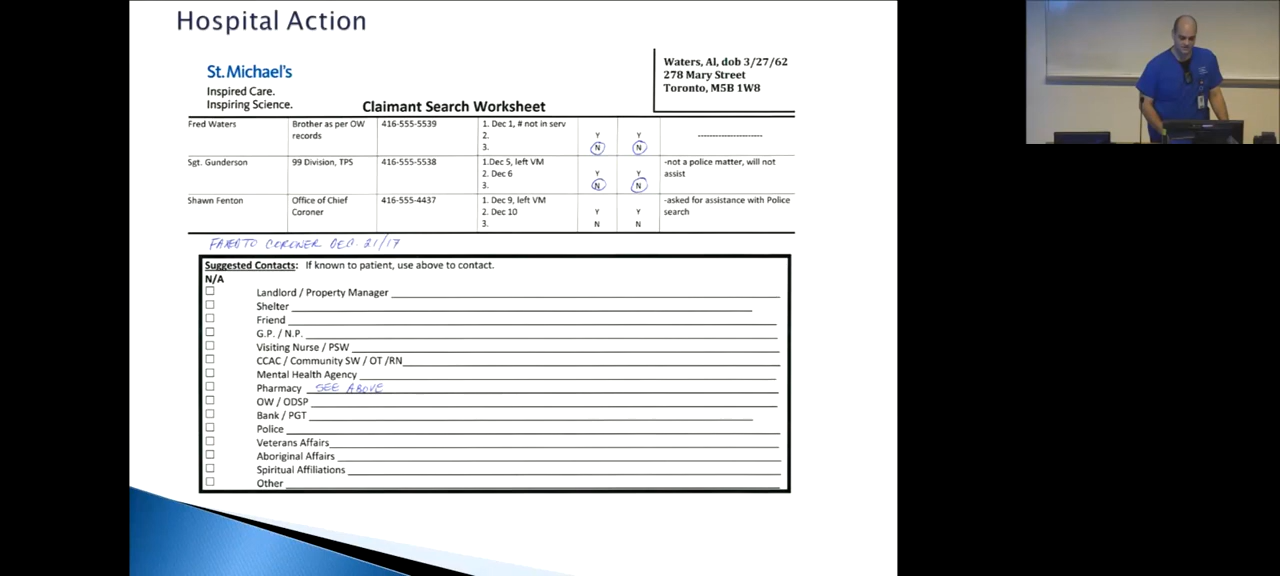 Hospital Action
St. Michael's
Inspired Care.
Inspiring Science.
Claimant Search Worksheet
Waters, Al, dob 3/27/62
278 Mary Street
Toronto, M5B 1W8
Fred Waters Brother as per OW records 416-555-5539 1. Dec 1, # not in serv 2. 3. Y N Y N --------------------
Sgt. Gunderson 99 Division, TPS 416-555-5538 1.Dec 5, left VM 2. Dec 6 3. Y N Y N -not a police matter, will not assist
Shawn Fenton Office of Chief Coroner 416-555-4437 1. Dec 9, left VM 2. Dec 10 3. Y N Y N -asked for assistance with Police search
FAXED TO CORONER DEC. 21/17
Suggested Contacts: If known to patient, use above to contact.
N/A
Landlord / Property Manager
Shelter
Friend
G.P. / N.P.
Visiting Nurse / PSW
CCAC / Community SW / OT /RN
Mental Health Agency
Pharmacy SEE ABOVE
OW / ODSP
Bank / PGT
Police
Veterans Affairs
Aboriginal Affairs
Spiritual Affiliations
Other